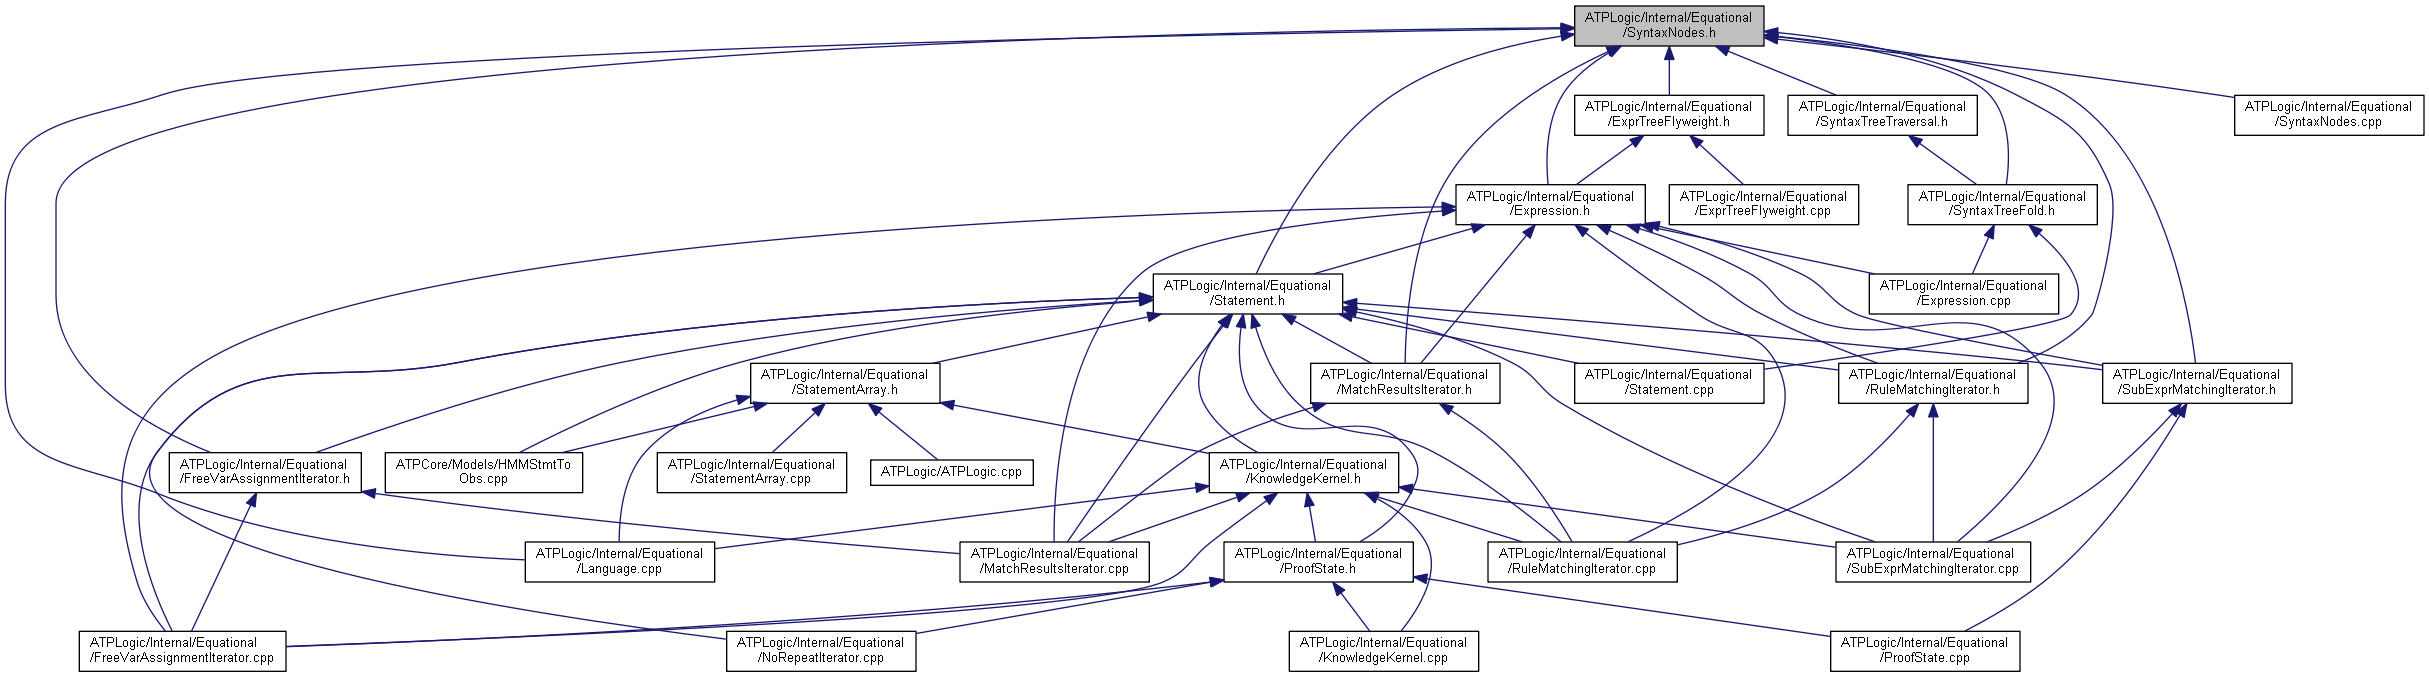 ATPLogic/Internal/Equational
/SyntaxNodes.h
ATPLogic/Internal/Equational
/ExprTreeFlyweight.h
ATPLogic/Internal/Equational
/SyntaxTreeTraversal.h
ATPLogic/Internal/Equational
/SyntaxNodes.cpp
ATPLogic/Internal/Equational
/Expression.h
ATPLogic/Internal/Equational
/ExprTreeFlyweight.cpp
ATPLogic/Internal/Equational
/SyntaxTreeFold.h
ATPLogic/Internal/Equational
/Statement.h
ATPLogic/Internal/Equational
/Expression.cpp
ATPLogic/Internal/Equational
/StatementArray.h
ATPLogic/Internal/Equational
/MatchResultsIterator.h
ATPLogic/Internal/Equational
/Statement.cpp
ATPLogic/Internal/Equational
/RuleMatchingIterator.h
ATPLogic/Internal/Equational
/SubExprMatchingIterator.h
ATPLogic/Internal/Equational
/FreeVarAssignmentIterator.h
ATPCore/Models/HMMStmtTo
Obs.cpp
ATPLogic/Internal/Equational
/StatementArray.cpp
ATPLogic/ATPLogic.cpp
ATPLogic/Internal/Equational
/KnowledgeKernel.h
ATPLogic/Internal/Equational
/Language.cpp
ATPLogic/Internal/Equational
/MatchResultsIterator.cpp
ATPLogic/Internal/Equational
/ProofState.h
ATPLogic/Internal/Equational
/RuleMatchingIterator.cpp
ATPLogic/Internal/Equational
/SubExprMatchingIterator.cpp
ATPLogic/Internal/Equational
/FreeVarAssignmentIterator.cpp
ATPLogic/Internal/Equational
/NoRepeatIterator.cpp
ATPLogic/Internal/Equational
/KnowledgeKernel.cpp
ATPLogic/Internal/Equational
/ProofState.cpp